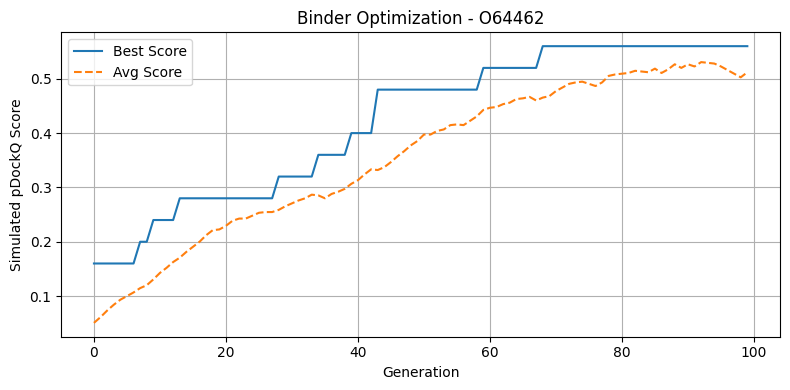 Binder Optimization - O64462
Best Score
Avg Score
Simulated pDockQ Score
0.5
0.4
0.3
0.2
0.1
0 20 40 60 80 100
Generation